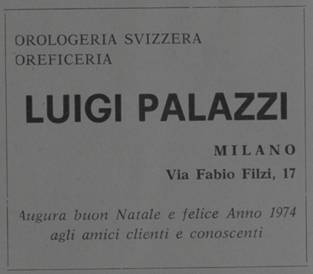 OROLOGERIA SVIZZERA
OREFICERIA
LUIGI PALAZZI
MILANO
Via Fabio Filzi, 17
Augura buon Natale e felice Anno 1974
agli amici clienti e conoscenti